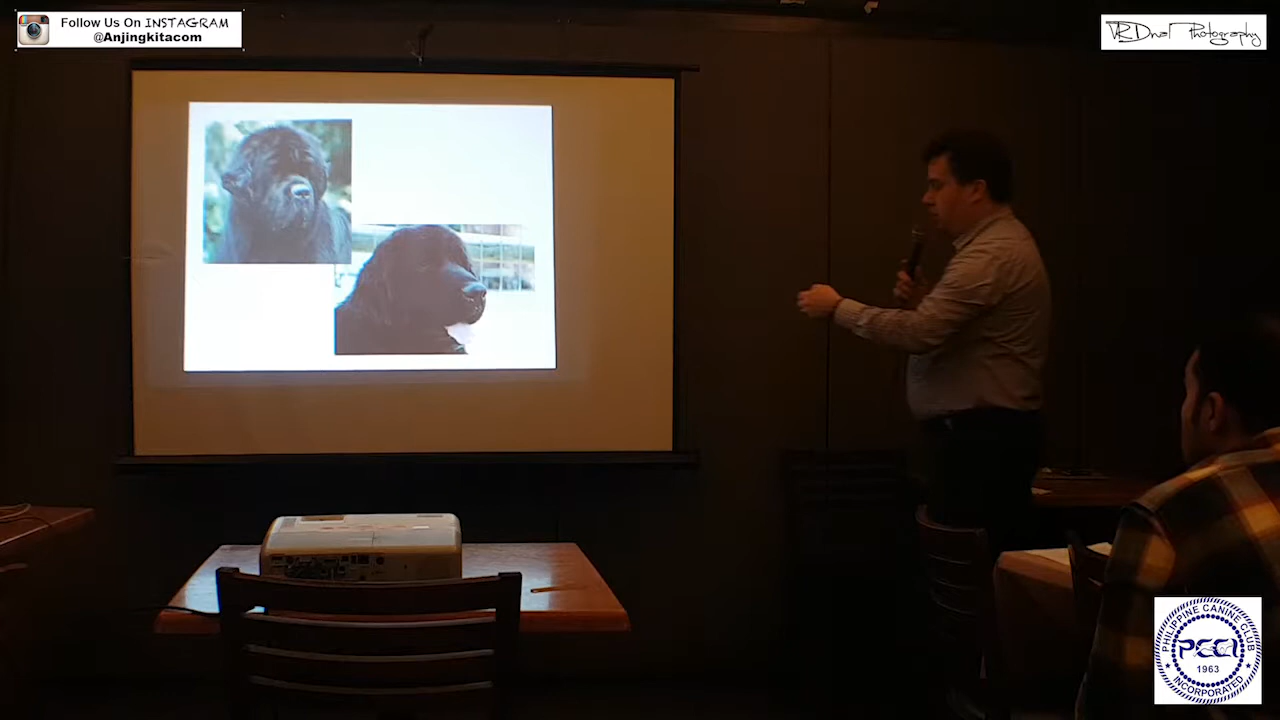 Follow Us On INSTAGRAM
@Anjingkitacom
VRDnal Photography
PHILIPPINE CANINE CLUB
PCCI
1963
INCORPORATED